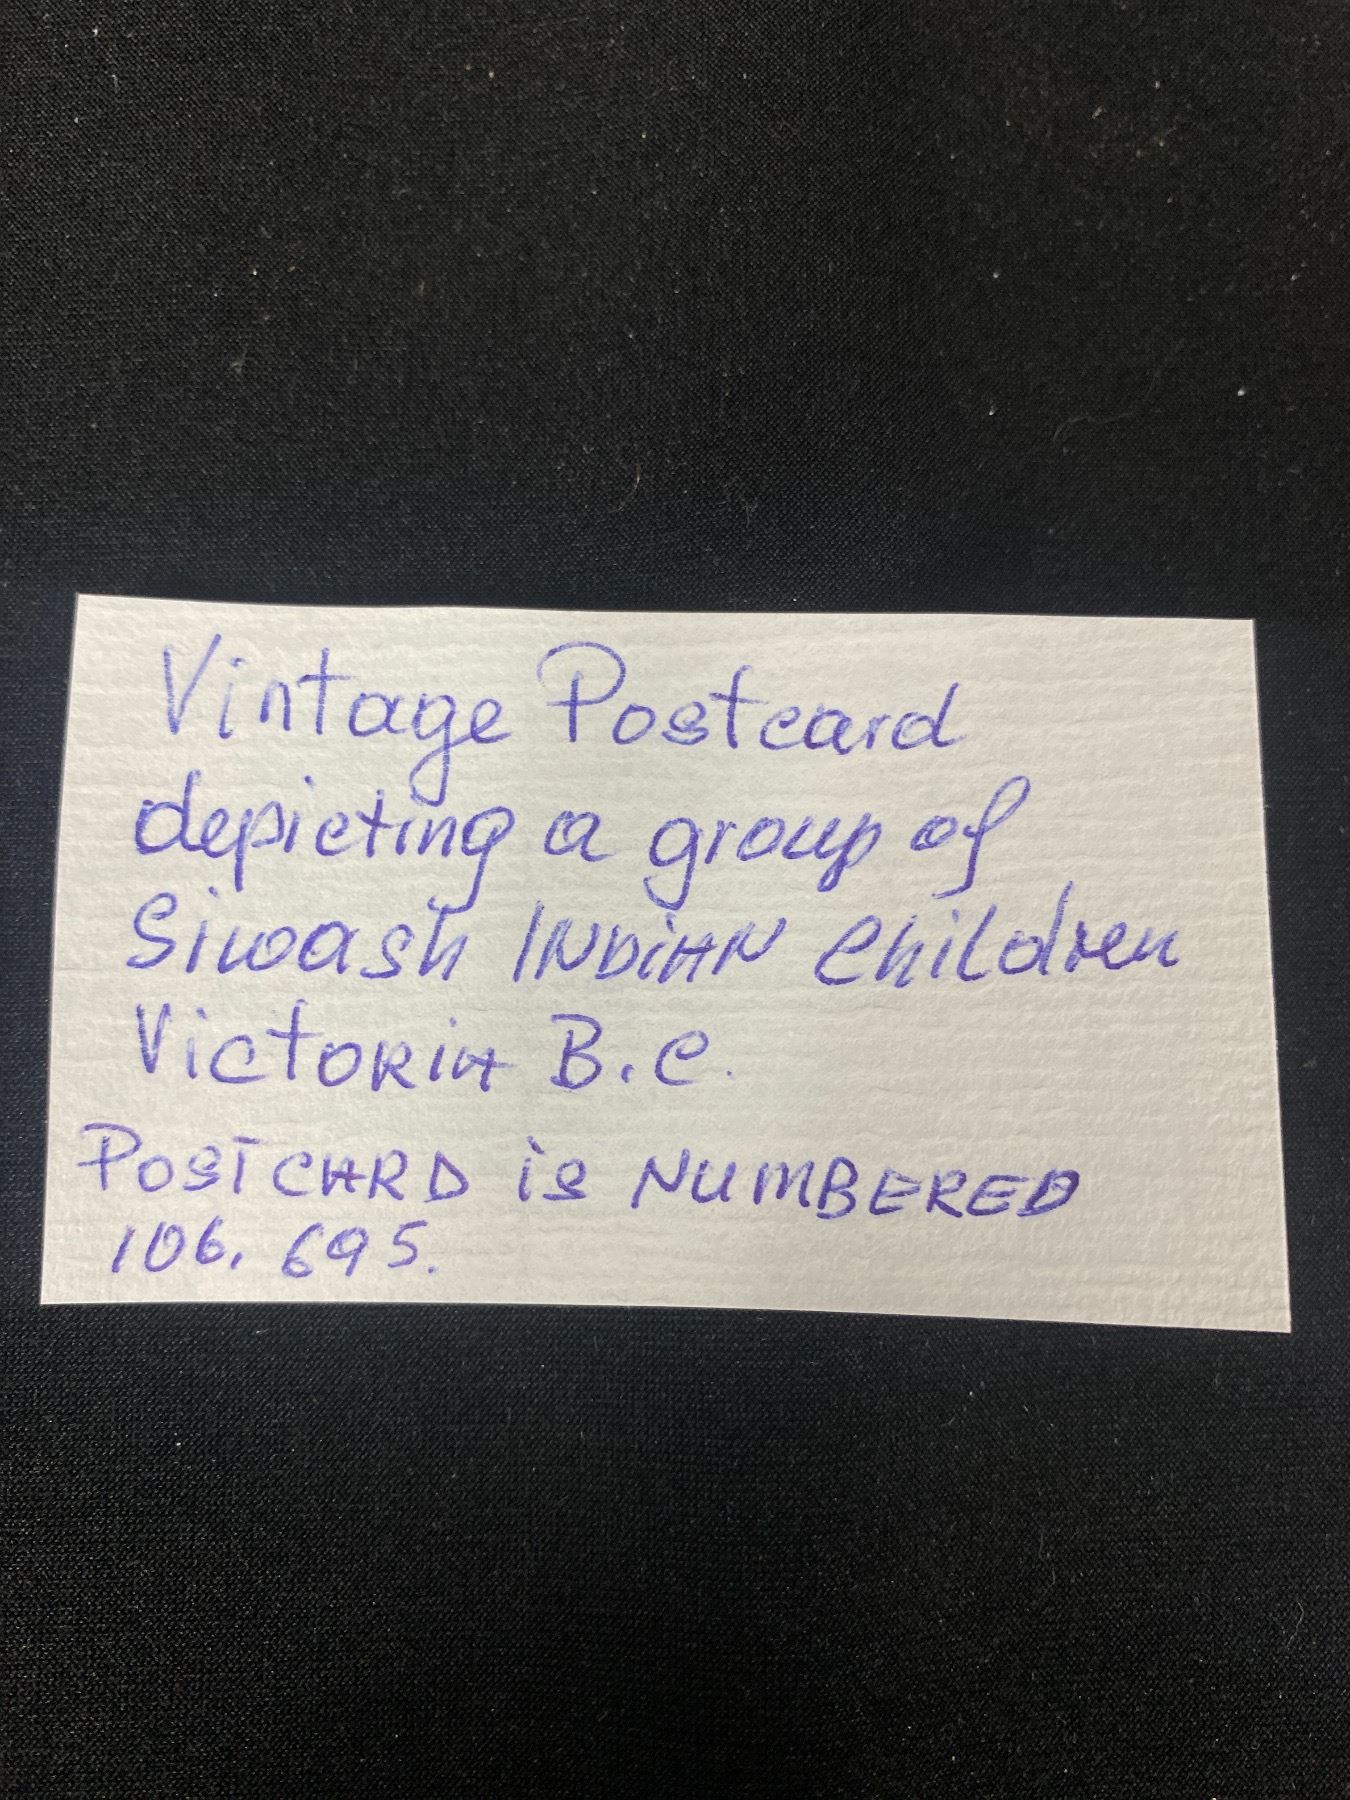 Vintage Postcard
depicting a group of
Siwash INDiAN Children
VictoRiA B.C.
POSTCARD is NUMBERED
106.695.